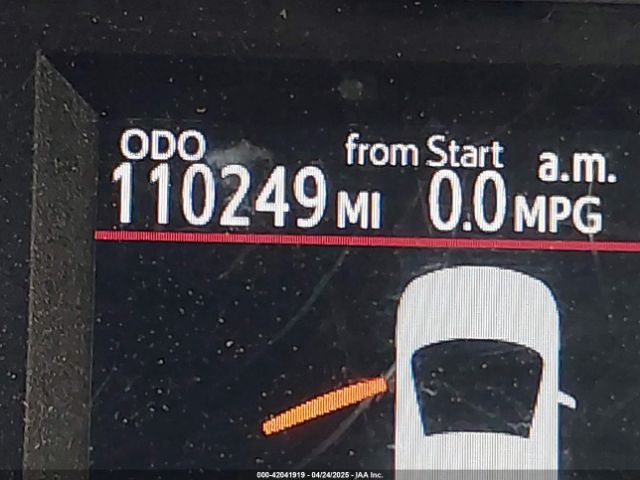 ODO from Start a.m.
110249 MI 0.0 MPG
000-42041919 - 04/24/2025 - IAA Inc.